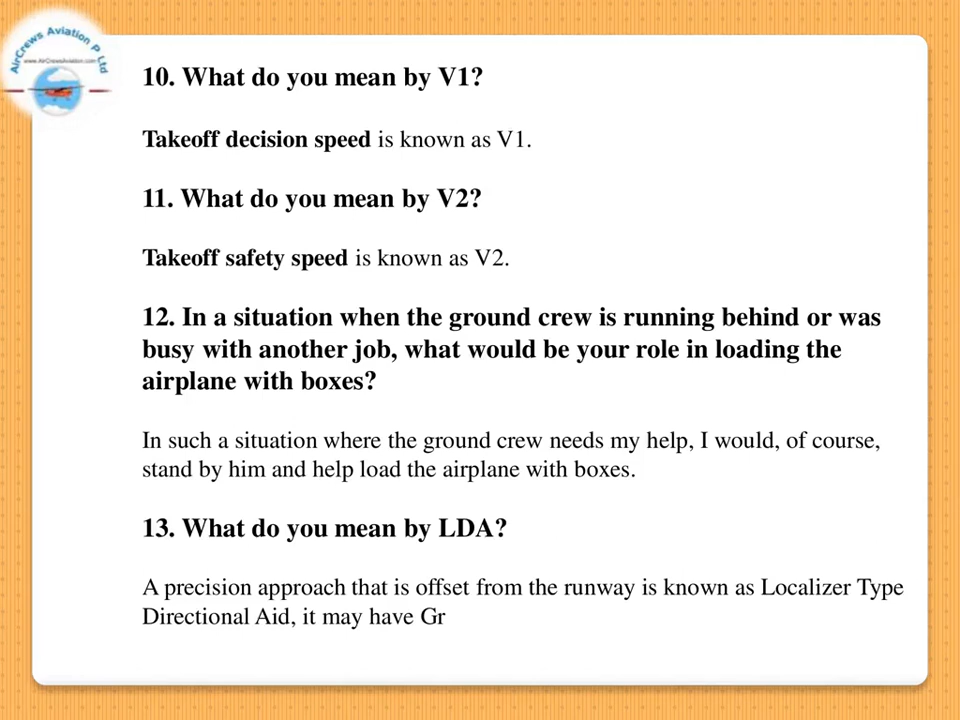 AirCrews Aviation P Ltd
www.AirCrewsAviation.com
10. What do you mean by V1?
Takeoff decision speed is known as V1.
11. What do you mean by V2?
Takeoff safety speed is known as V2.
12. In a situation when the ground crew is running behind or was
busy with another job, what would be your role in loading the
airplane with boxes?
In such a situation where the ground crew needs my help, I would, of course,
stand by him and help load the airplane with boxes.
13. What do you mean by LDA?
A precision approach that is offset from the runway is known as Localizer Type
Directional Aid, it may have Gr